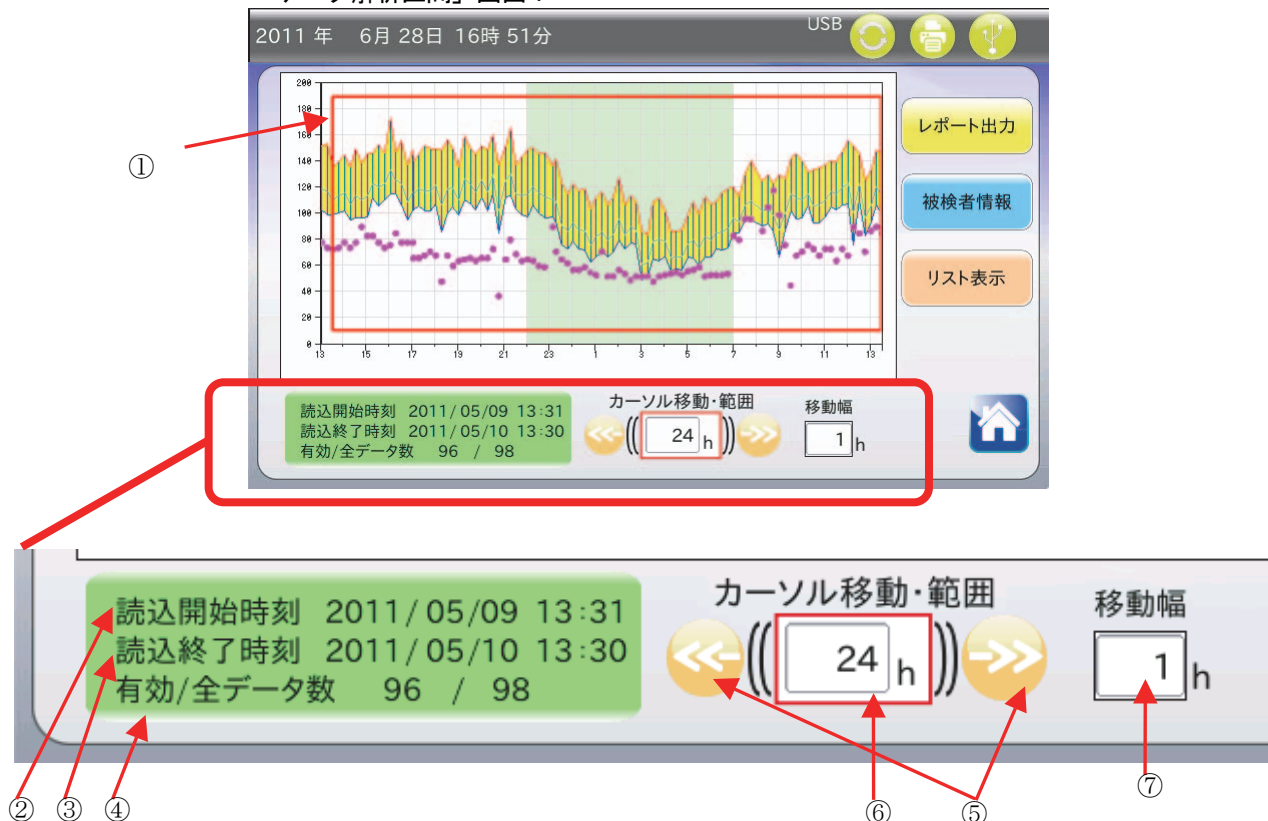 2011 年 6月 28日 16時 51分 USB
①
200
180
160
140
120
100
80
60
40
20
0
13 15 17 19 21 23 1 3 5 7 9 11 13
レポート出力
被検者情報
リスト表示
読込開始時刻 2011/05/09 13:31
読込終了時刻 2011/05/10 13:30
有効/全データ数 96 / 98
カーソル移動・範囲
24 h
移動幅
1 h
読込開始時刻 2011/05/09 13:31
読込終了時刻 2011/05/10 13:30
有効/全データ数 96 / 98
カーソル移動・範囲
24 h
移動幅
1 h
② ③ ④ ⑥ ⑤ ⑦